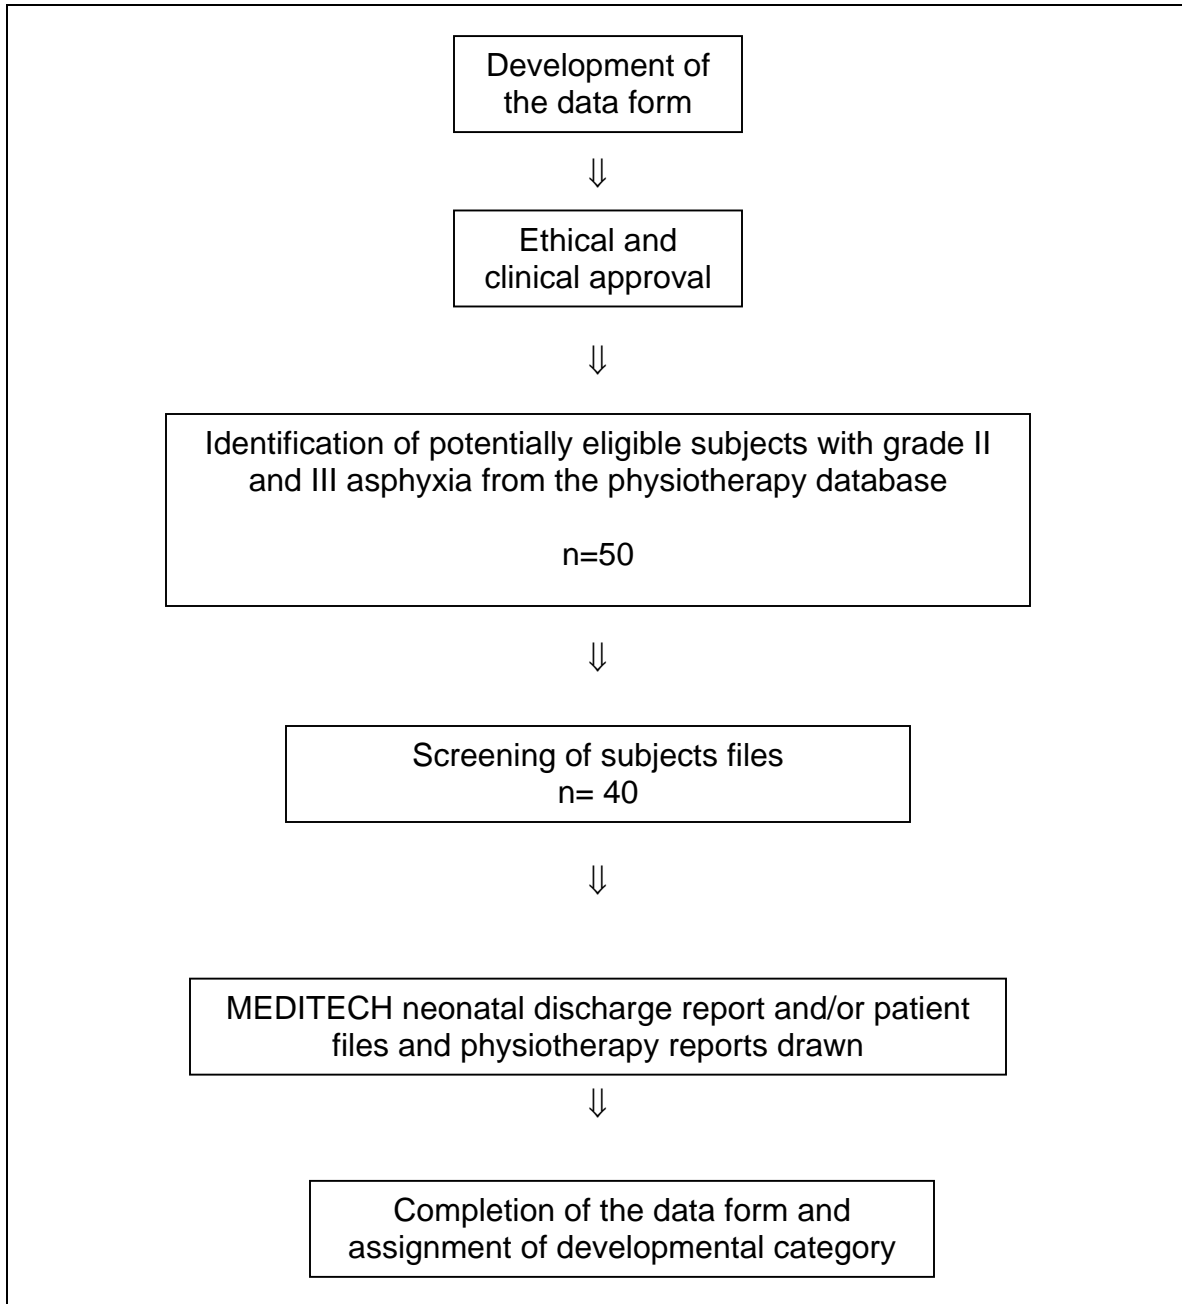 Development of
the data form
⇓
Ethical and
clinical approval
⇓
Identification of potentially eligible subjects with grade II
and III asphyxia from the physiotherapy database
n=50
⇓
Screening of subjects files
n= 40
⇓
MEDITECH neonatal discharge report and/or patient
files and physiotherapy reports drawn
⇓
Completion of the data form and
assignment of developmental category